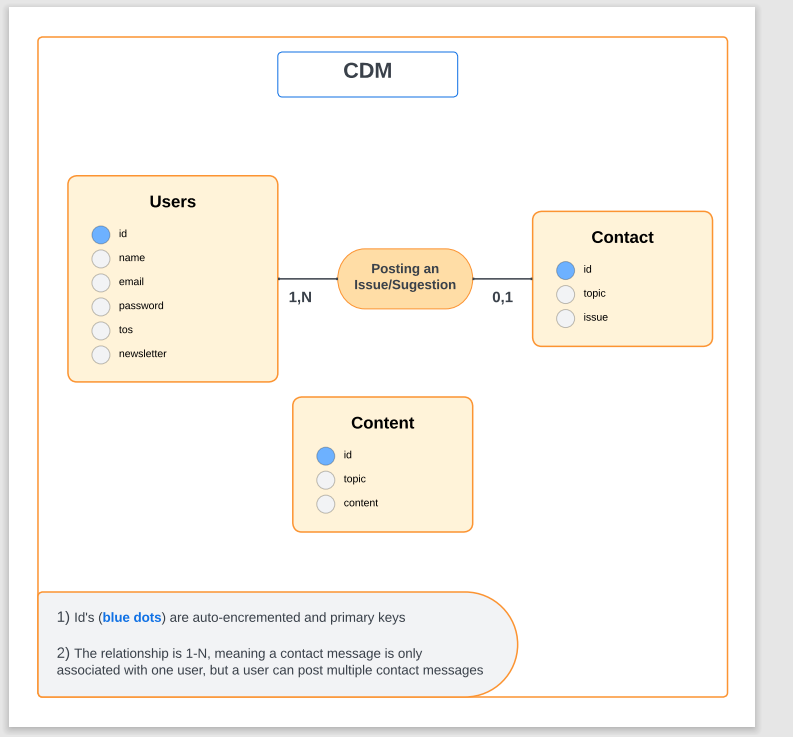 CDM
Users
id
name
email
password
tos
newsletter
1,N
Posting an
Issue/Sugestion
0,1
Contact
id
topic
issue
Content
id
topic
content
1) Id's (blue dots) are auto-encremented and primary keys
2) The relationship is 1-N, meaning a contact message is only
associated with one user, but a user can post multiple contact messages